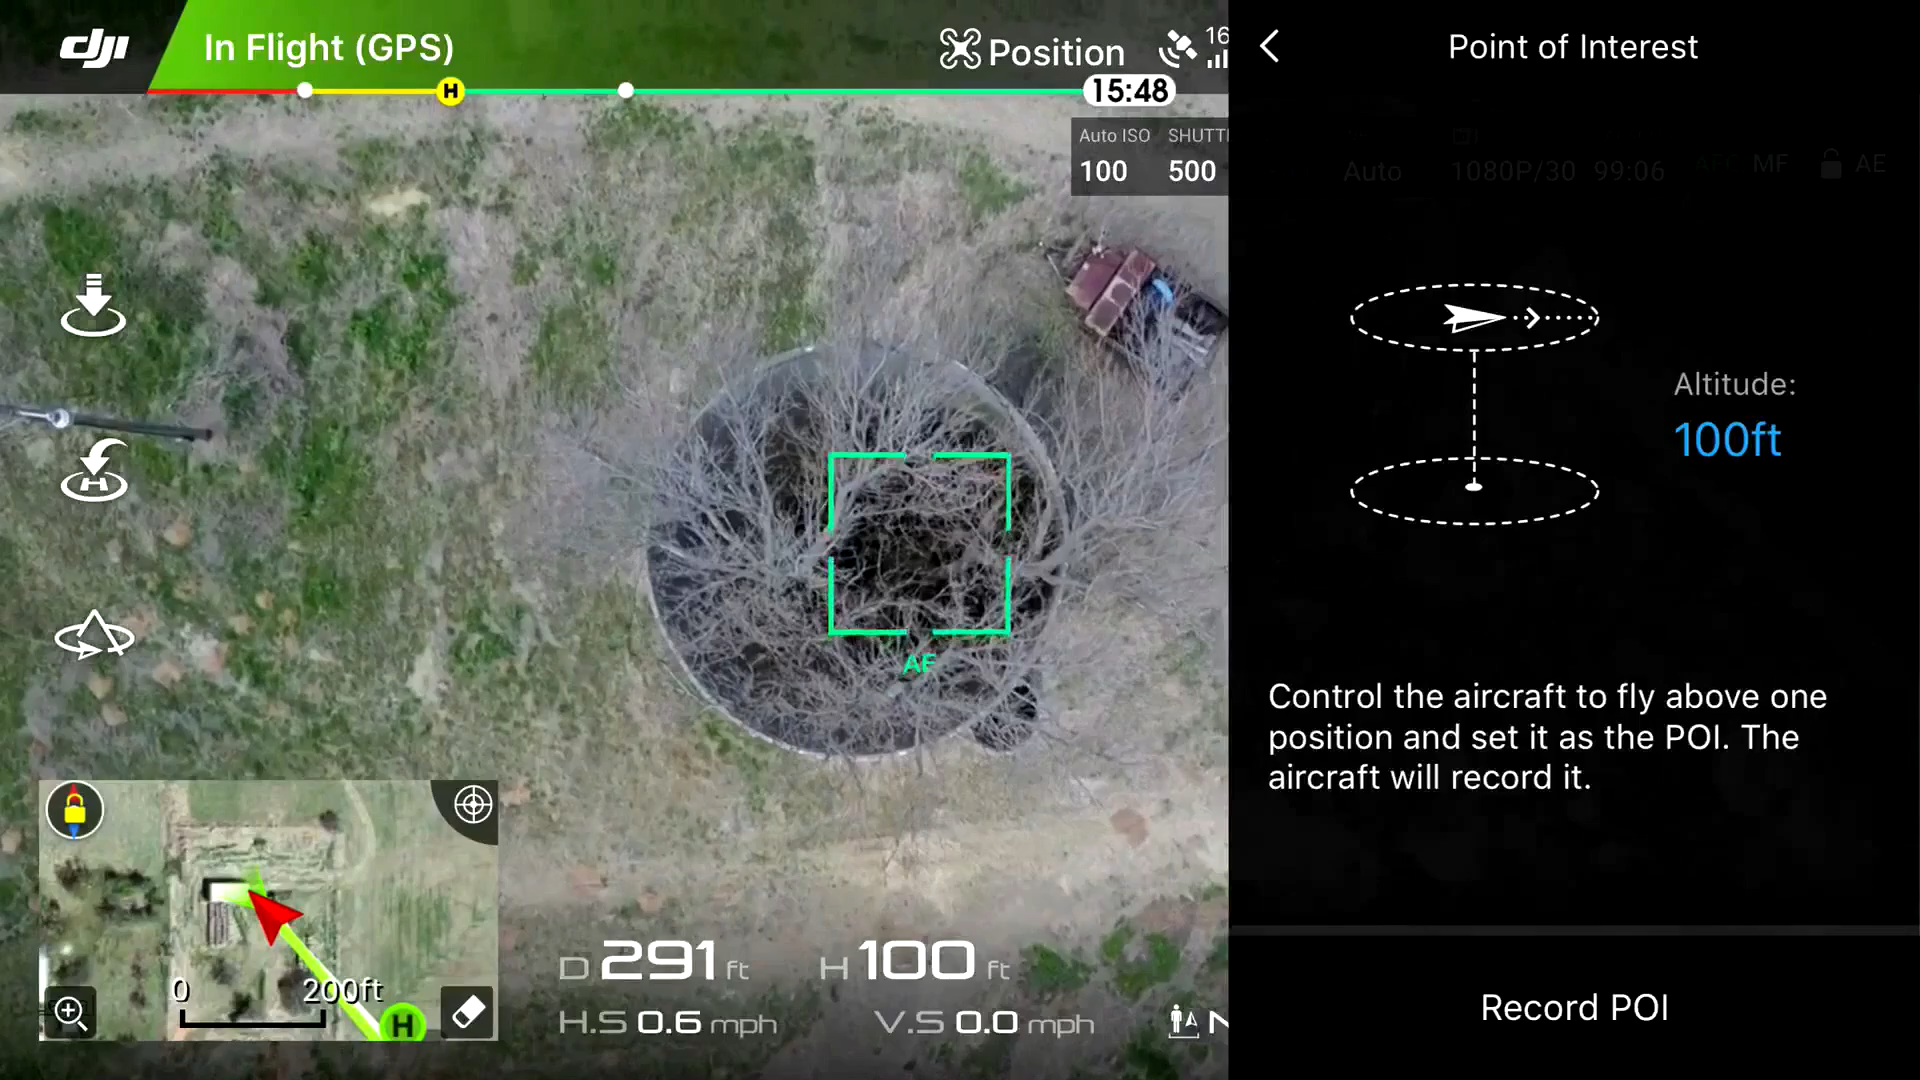 dji
In Flight (GPS)
Position
16
Point of Interest
H
15:48
Auto ISO SHUTT
100 500
Auto 1080P/30 99:06 AFC MF AE
Altitude:
100ft
H
AF
Control the aircraft to fly above one
position and set it as the POI. The
aircraft will record it.
D 291 ft H 100 ft
0 200ft
H.S 0.6 mph V.S 0.0 mph
H
N
Record POI